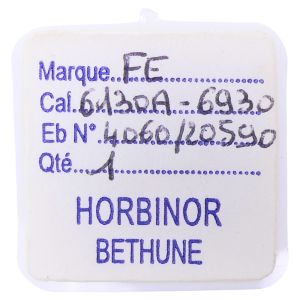 Marque FE
Cal. 6130A - 6930
Eb N° 4060/20590
Qté 1
HORBINOR
BETHUNE